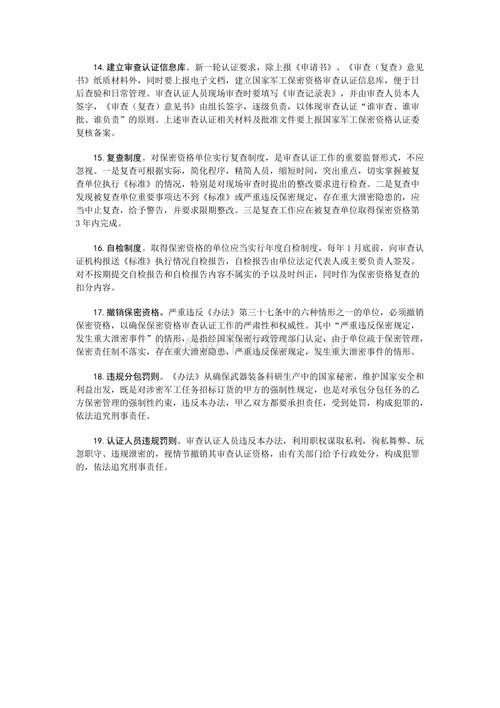 14. 建立审查认证信息库。新一轮认证要求，除上报《申请书》、《审查（复查）意见
书》纸质材料外，同时要上报电子文档，建立国家军工保密资格审查认证信息库，便于日
后查验和日常管理。审查认证人员现场审查时要填写《审查记录表》，并由审查人员本人
签字，《审查（复查）意见书》由组长签字，逐级负责，以体现审查认证“谁审查、谁审
批、谁负责”的原则。上述审查认证相关材料及批准文件要上报国家军工保密资格认证委
复核备案。
15. 复查制度。对保密资格单位实行复查制度，是审查认证工作的重要监督形式，不应
忽视。一是复查可根据实际，简化程序，精简人员，缩短时间，突出重点，切实掌握被复
查单位执行《标准》的情况，特别是对现场审查时提出的整改要求进行检查。二是复查中
发现被复查单位重要事项达不到《标准》或严重违反保密规定，存在重大泄密隐患的，应
当中止复查，给予警告，并要求限期整改。三是复查工作应在被复查单位取得保密资格第
3 年内完成。
16. 自检制度。取得保密资格的单位应当实行年度自检制度，每年 1 月底前，向审查认
证机构报送《标准》执行情况自检报告，自检报告由单位法定代表人或主要负责人签发。
对不按期提交自检报告和自检报告内容不属实的予以及时纠正，同时作为保密资格复查的
扣分内容。
17. 撤销保密资格。严重违反《办法》第三十七条中的六种情形之一的单位，必须撤销
保密资格，以确保保密资格审查认证工作的严肃性和权威性。其中“严重违反保密规定，
发生重大泄密事件”的情形，是指经国家保密行政管理部门认定，由于单位疏于保密管理，
保密责任制不落实，存在重大泄密隐患，严重违反保密规定，发生重大泄密事件的情形。
18. 违规分包罚则。《办法》从确保武器装备科研生产中的国家秘密，维护国家安全和
利益出发，既是对涉密军工任务招标订货的甲方的强制性规定，也是对承包分包任务的乙
方保密管理的强制性约束，违反本办法，甲乙双方都要承担责任，受到处罚，构成犯罪的，
依法追究刑事责任。
19. 认证人员违规罚则。审查认证人员违反本办法，利用职权谋取私利，徇私舞弊、玩
忽职守、违规泄密的，视情节撤销其审查认证资格，由有关部门给予行政处分，构成犯罪
的，依法追究刑事责任。